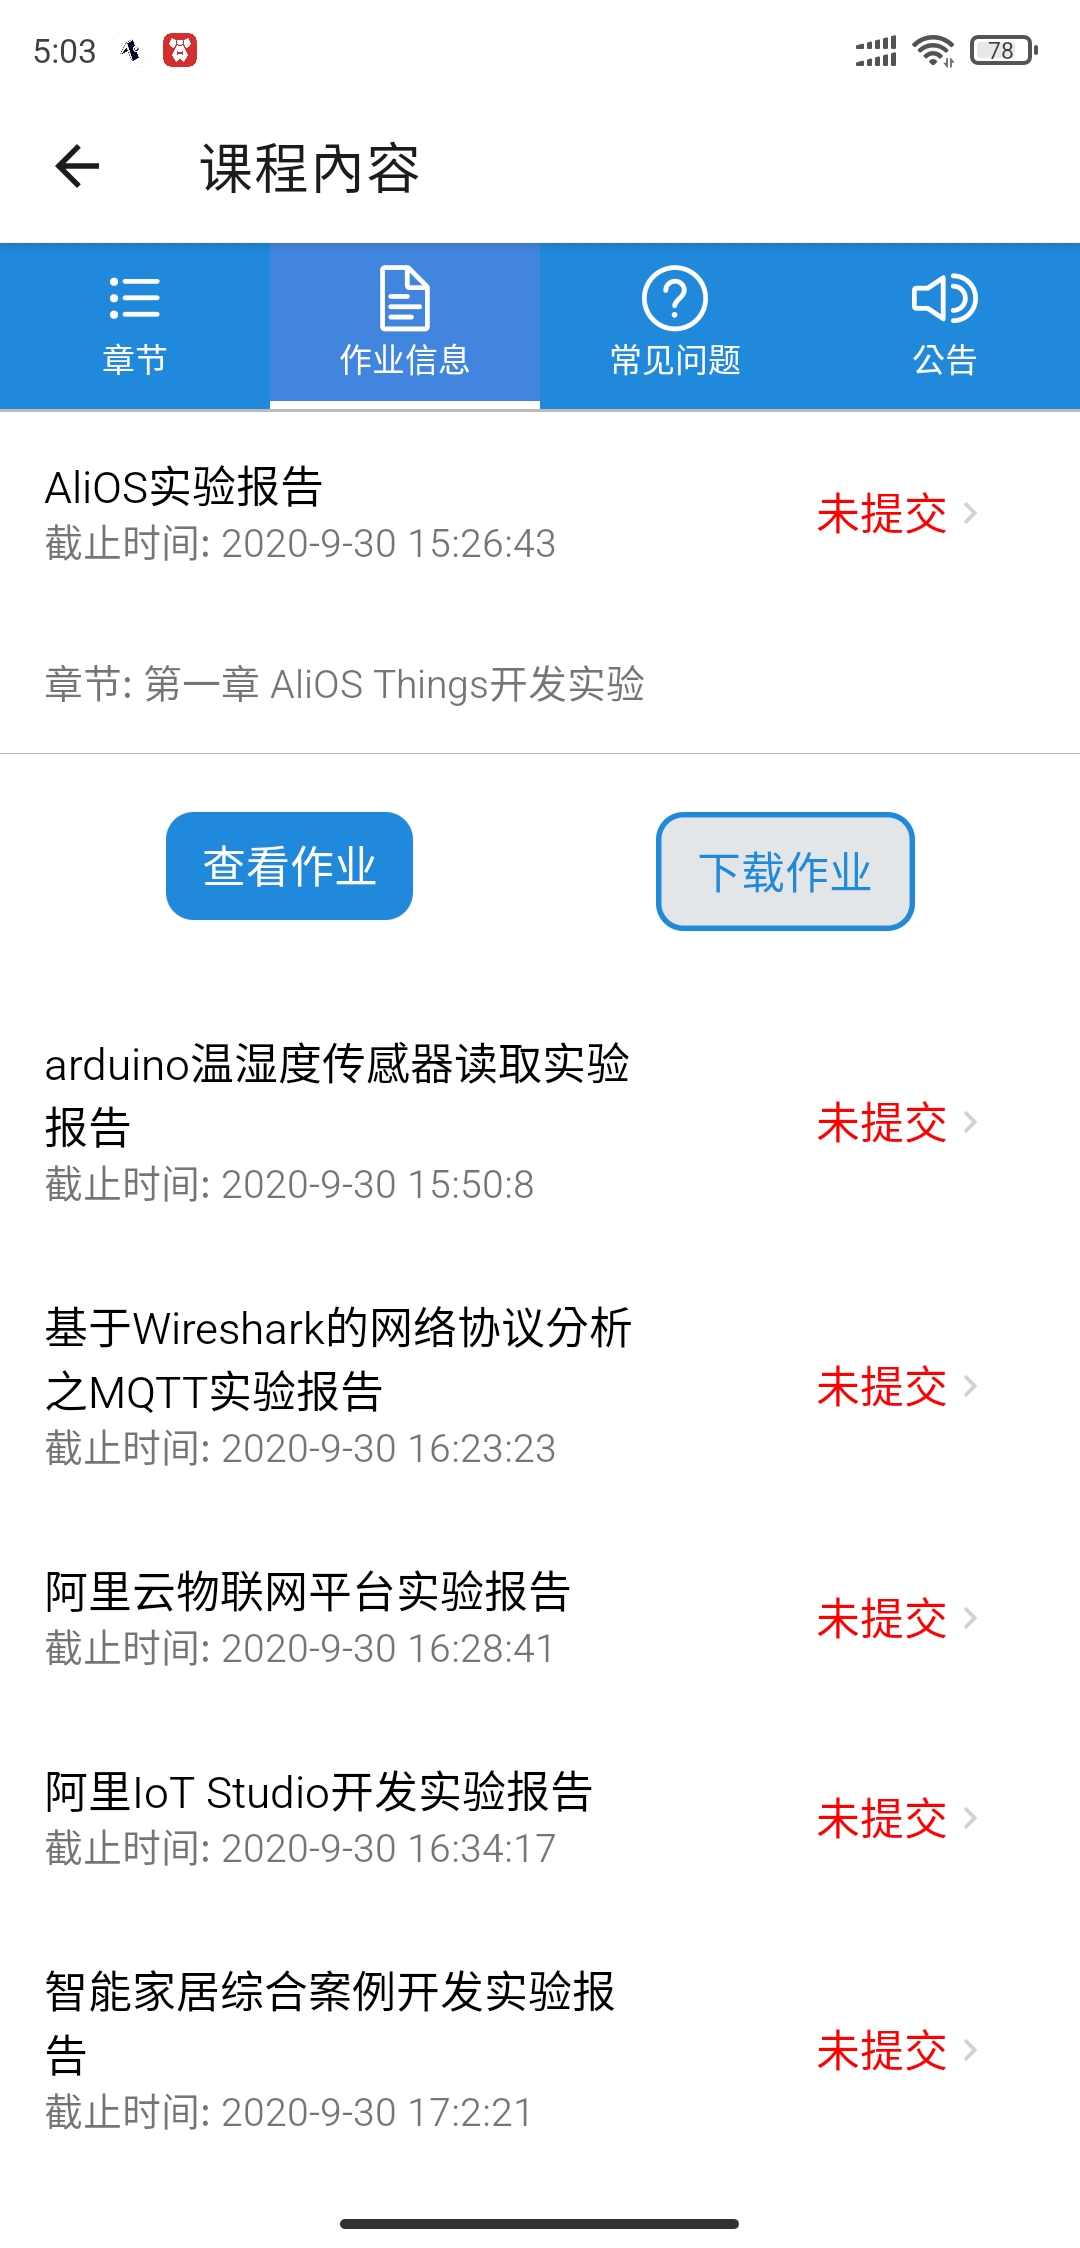 5:03
78
课程内容
章节
作业信息
常见问题
公告
AliOS实验报告
截止时间: 2020-9-30 15:26:43
未提交
章节: 第一章 AliOS Things开发实验
查看作业
下载作业
arduino温湿度传感器读取实验
报告
截止时间: 2020-9-30 15:50:8
未提交
基于Wireshark的网络协议分析
之MQTT实验报告
截止时间: 2020-9-30 16:23:23
未提交
阿里云物联网平台实验报告
截止时间: 2020-9-30 16:28:41
未提交
阿里IoT Studio开发实验报告
截止时间: 2020-9-30 16:34:17
未提交
智能家居综合案例开发实验报
告
截止时间: 2020-9-30 17:2:21
未提交